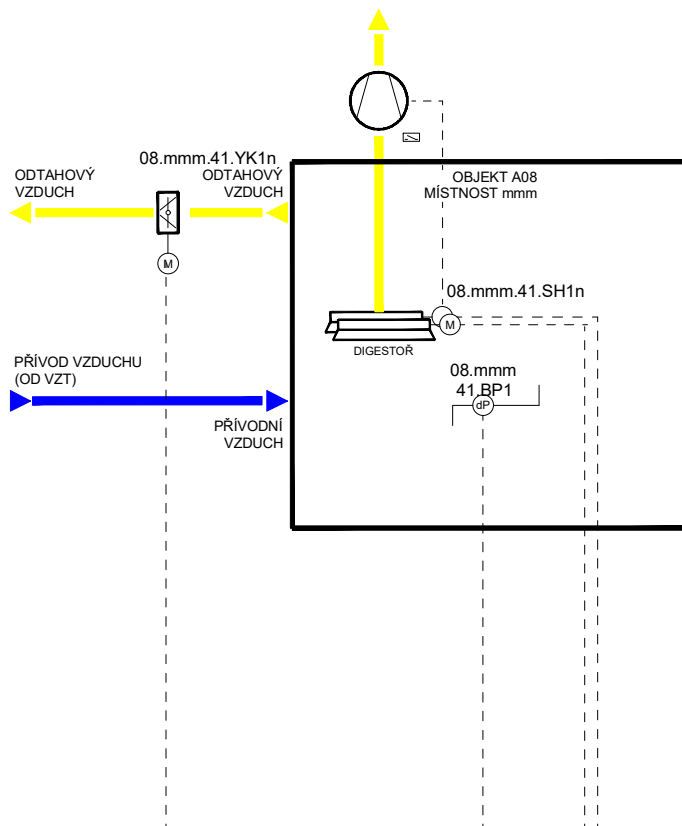 08.mmm.41.YK1n
ODTAHOVÝ
VZDUCH
ODTAHOVÝ
VZDUCH
OBJEKT A08
MÍSTNOST mmm
M
08.mmm.41.SH1n
M
DIGESTOŘ
PŘÍVOD VZDUCHU
(OD VZT)
08.mmm
41.BP1
dP
PŘÍVODNÍ
VZDUCH